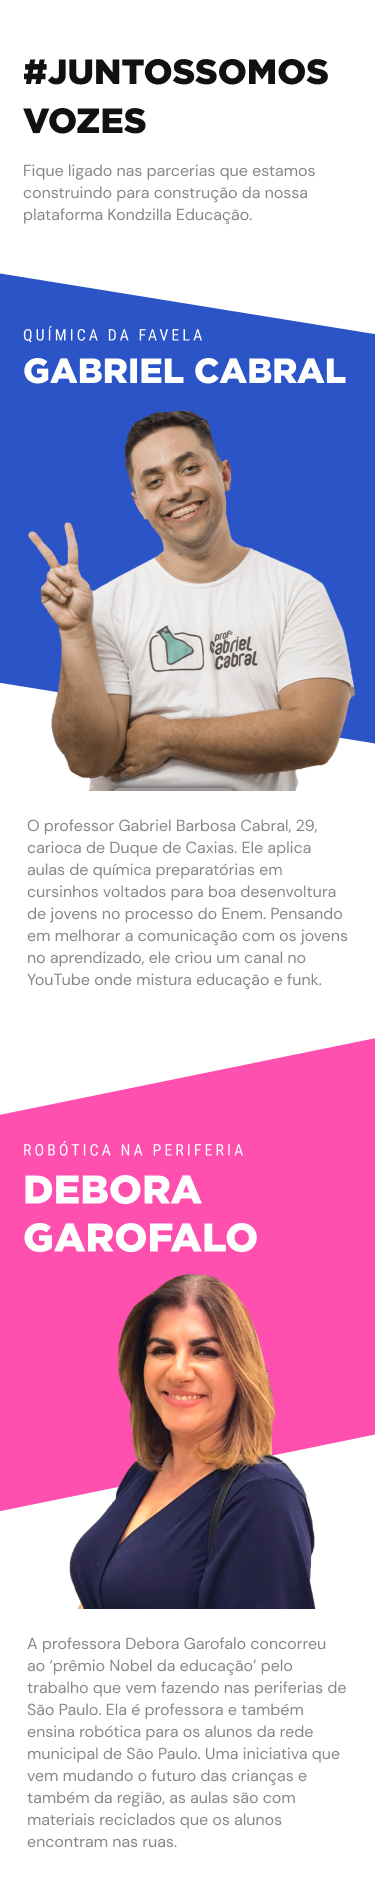 #JUNTOSSOMOS
VOZES
Fique ligado nas parcerias que estamos
construindo para construção da nossa
plataforma Kondzilla Educação.
QUÍMICA DA FAVELA
GABRIEL CABRAL
profº
Gabriel
Cabral
O professor Gabriel Barbosa Cabral, 29,
carioca de Duque de Caxias. Ele aplica
aulas de química preparatórias em
cursinhos voltados para boa desenvoltura
de jovens no processo do Enem. Pensando
em melhorar a comunicação com os jovens
no aprendizado, ele criou um canal no
YouTube onde mistura educação e funk.
ROBÓTICA NA PERIFERIA
DEBORA
GAROFALO
A professora Debora Garofalo concorreu
ao ‘prêmio Nobel da educação’ pelo
trabalho que vem fazendo nas periferias de
São Paulo. Ela é professora e também
ensina robótica para os alunos da rede
municipal de São Paulo. Uma iniciativa que
vem mudando o futuro das crianças e
também da região, as aulas são com
materiais reciclados que os alunos
encontram nas ruas.